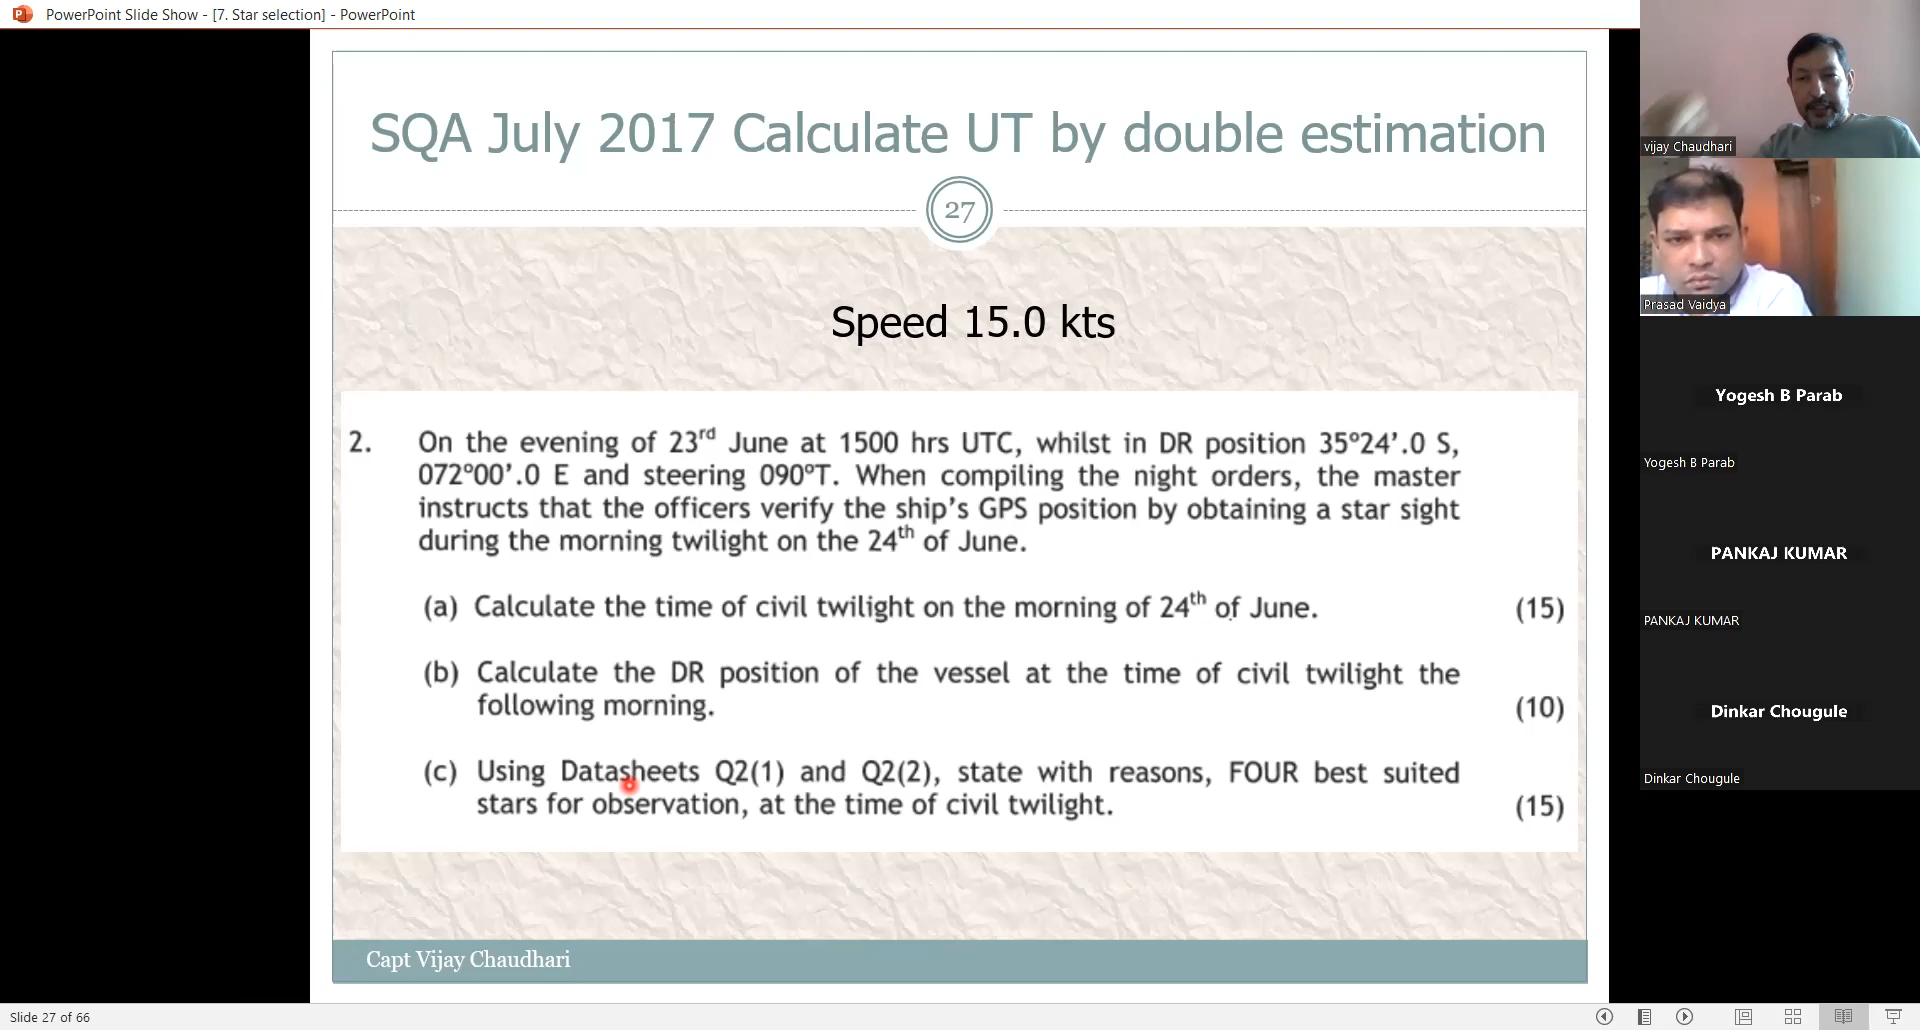 PowerPoint Slide Show - [7. Star selection] - PowerPoint
SQA July 2017 Calculate UT by double estimation
27
Speed 15.0 kts
2. On the evening of 23rd June at 1500 hrs UTC, whilst in DR position 35º24’.0 S,
072º00’.0 E and steering 090ºT. When compiling the night orders, the master
instructs that the officers verify the ship’s GPS position by obtaining a star sight
during the morning twilight on the 24th of June.
(a) Calculate the time of civil twilight on the morning of 24th of June. (15)
(b) Calculate the DR position of the vessel at the time of civil twilight the
following morning. (10)
(c) Using Datasheets Q2(1) and Q2(2), state with reasons, FOUR best suited
stars for observation, at the time of civil twilight. (15)
Capt Vijay Chaudhari
Slide 27 of 66
vijay Chaudhari
Prasad Vaidya
Yogesh B Parab
Yogesh B Parab
PANKAJ KUMAR
PANKAJ KUMAR
Dinkar Chougule
Dinkar Chougule